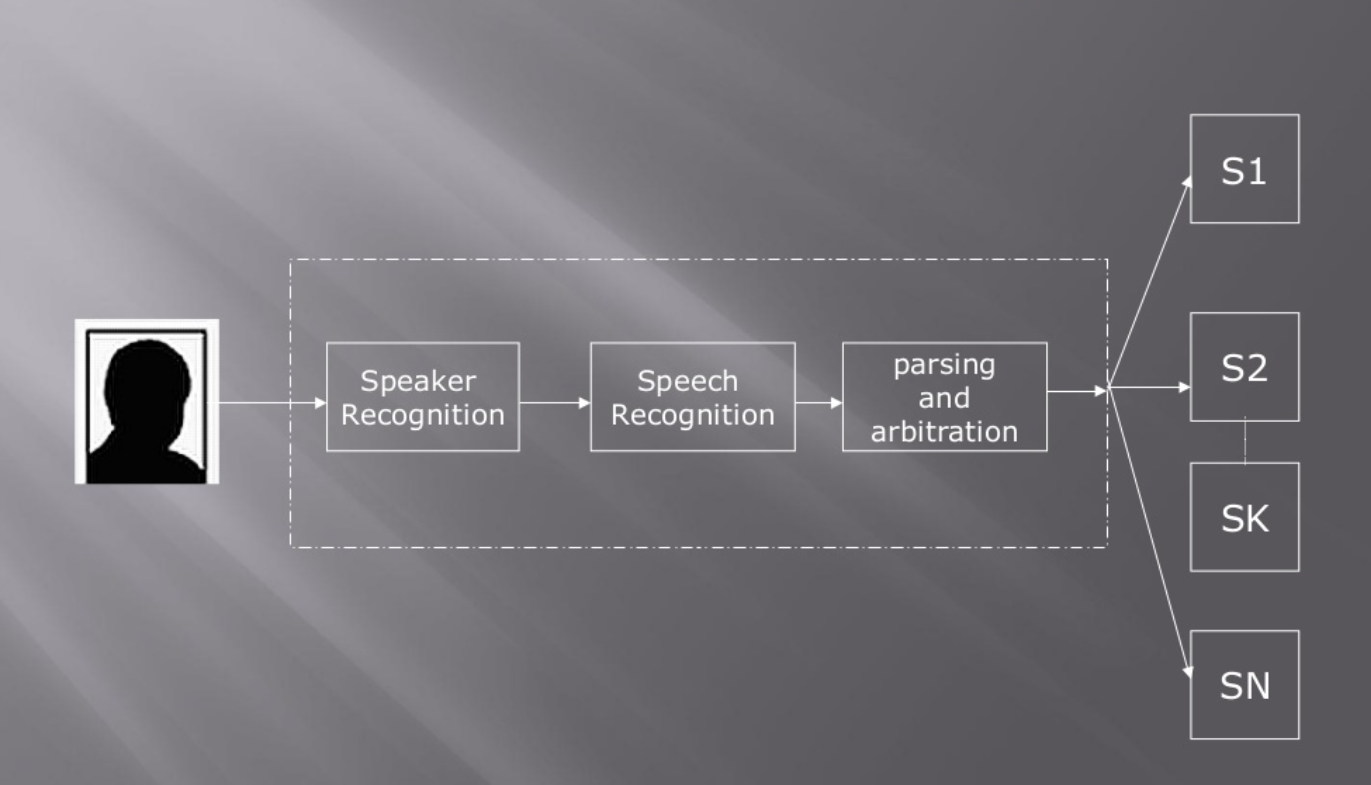 Speaker
Recognition
Speech
Recognition
parsing
and
arbitration
S1
S2
SK
SN